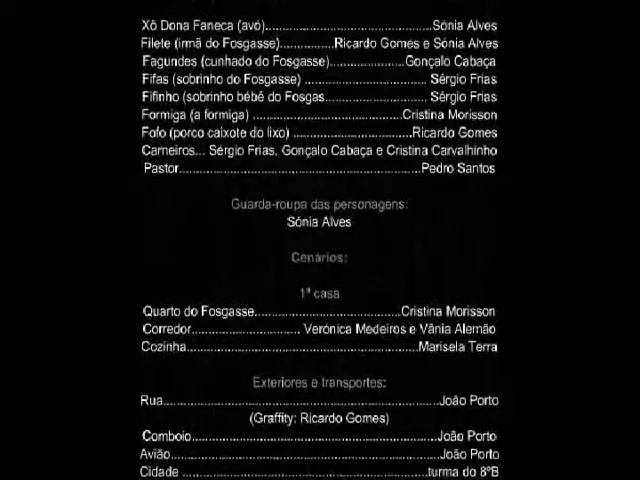 Xô Dona Faneca (avó)..................................Sónia Alves
Filete (irmã do Fosgasse)...........Ricardo Gomes e Sónia Alves
Fagundes (cunhado do Fosgasse)...................Gonçalo Cabaça
Fifas (sobrinho do Fosgasse) ......................... Sérgio Frias
Fifinho (sobrinho bébé do Fosgas..................... Sérgio Frias
Formiga (a formiga) ..............................Cristina Morisson
Fofo (porco caixote do lixo) ........................Ricardo Gomes
Carneiros... Sérgio Frias, Gonçalo Cabaça e Cristina Carvalhinho
Pastor..................................................Pedro Santos
Guarda-roupa das personagens:
Sónia Alves
Cenários:
1ª casa
Quarto do Fosgasse..............................Cristina Morisson
Corredor...................... Verónica Medeiros e Vânia Alemão
Cozinha..............................................Marisela Terra
Exteriores e transportes:
Rua.......................................................João Porto
(Graffity: Ricardo Gomes)
Comboio.................................................João Porto
Avião.....................................................João Porto
Cidade ................................................turma do 8ºB